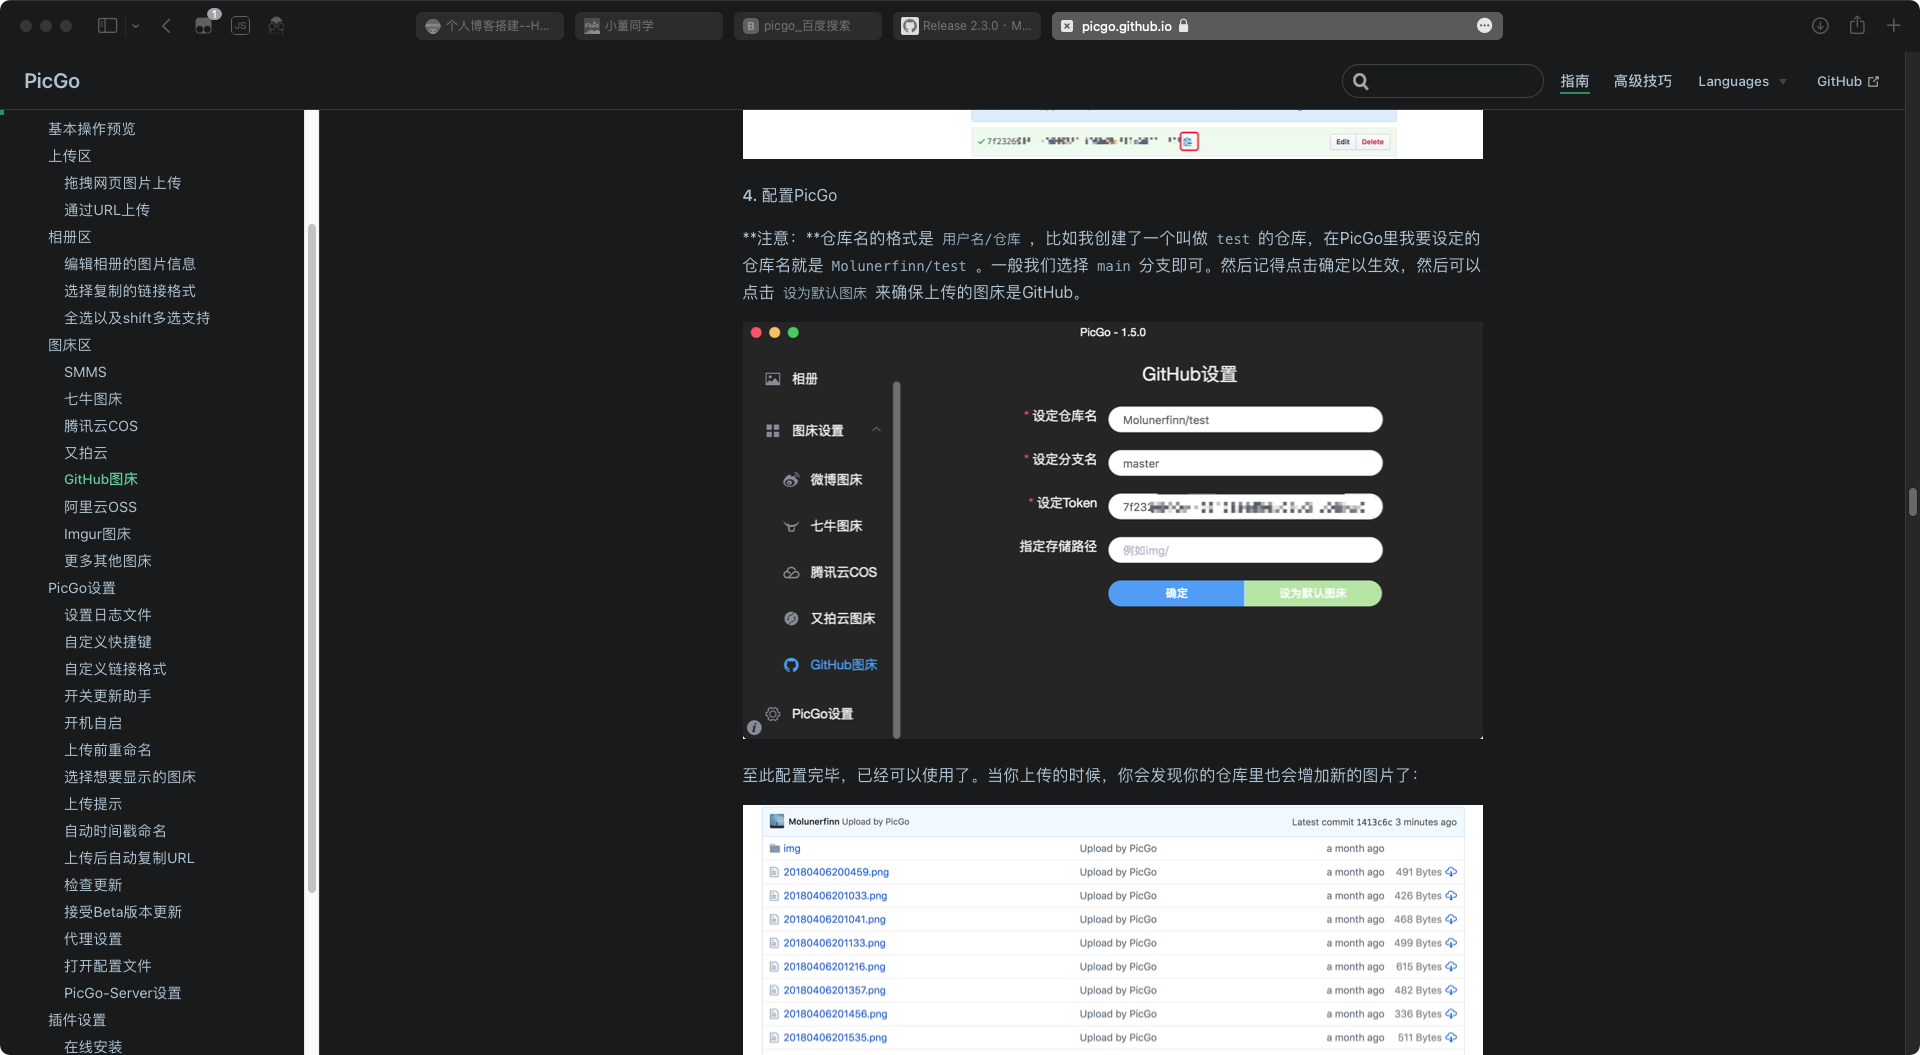 1
JS
个人博客搭建--H...
小董同学
B picgo_百度搜索
Release 2.3.0 · M...
picgo.github.io
PicGo
指南
高级技巧
Languages
GitHub
基本操作预览
上传区
拖拽网页图片上传
通过URL上传
相册区
编辑相册的图片信息
选择复制的链接格式
全选以及shift多选支持
图床区
SMMS
七牛图床
腾讯云COS
又拍云
GitHub图床
阿里云OSS
Imgur图床
更多其他图床
PicGo设置
设置日志文件
自定义快捷键
自定义链接格式
开关更新助手
开机自启
上传前重命名
选择想要显示的图床
上传提示
自动时间戳命名
上传后自动复制URL
检查更新
接受Beta版本更新
代理设置
打开配置文件
PicGo-Server设置
插件设置
在线安装
Edit Delete
4. 配置PicGo
**注意：**仓库名的格式是 用户名/仓库 ，比如我创建了一个叫做 test 的仓库，在PicGo里我要设定的
仓库名就是 Molunerfinn/test 。一般我们选择 main 分支即可。然后记得点击确定以生效，然后可以
点击 设为默认图床 来确保上传的图床是GitHub。
PicGo - 1.5.0
相册
图床设置
微博图床
七牛图床
腾讯云COS
又拍云图床
GitHub图床
PicGo设置
GitHub设置
* 设定仓库名 Molunerfinn/test
* 设定分支名 master
* 设定Token 7f232
指定存储路径 例如img/
确定 设为默认图床
至此配置完毕，已经可以使用了。当你上传的时候，你会发现你的仓库里也会增加新的图片了：
Molunerfinn Upload by PicGo Latest commit 1413c6c 3 minutes ago
img Upload by PicGo a month ago
20180406200459.png Upload by PicGo a month ago 491 Bytes
20180406201033.png Upload by PicGo a month ago 426 Bytes
20180406201041.png Upload by PicGo a month ago 468 Bytes
20180406201133.png Upload by PicGo a month ago 499 Bytes
20180406201216.png Upload by PicGo a month ago 615 Bytes
20180406201357.png Upload by PicGo a month ago 482 Bytes
20180406201456.png Upload by PicGo a month ago 336 Bytes
20180406201535.png Upload by PicGo a month ago 511 Bytes